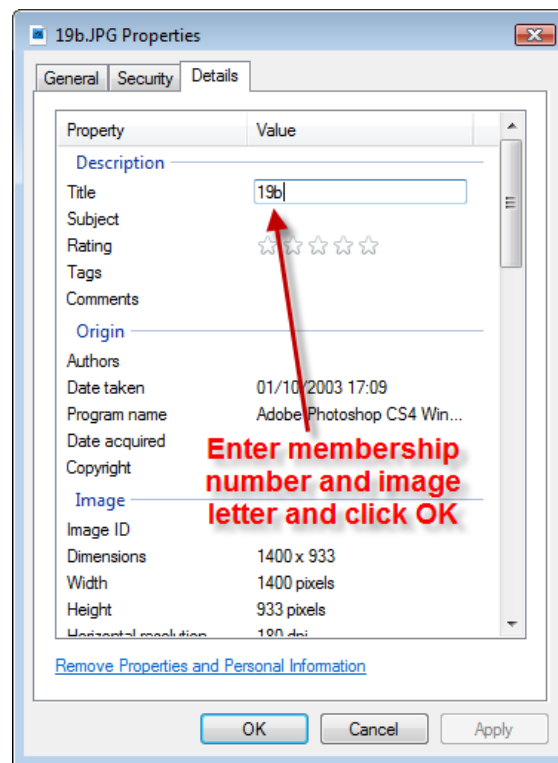 19b.JPG Properties
General Security Details
Property Value
Description
Title 19b
Subject
Rating
Tags
Comments
Origin
Authors
Date taken 01/10/2003 17:09
Program name Adobe Photoshop CS4 Win...
Date acquired
Copyright
Enter membership
number and image
letter and click OK
Image
Image ID
Dimensions 1400 x 933
Width 1400 pixels
Height 933 pixels
Horizontal resolution 180 dpi
Remove Properties and Personal Information
OK Cancel Apply